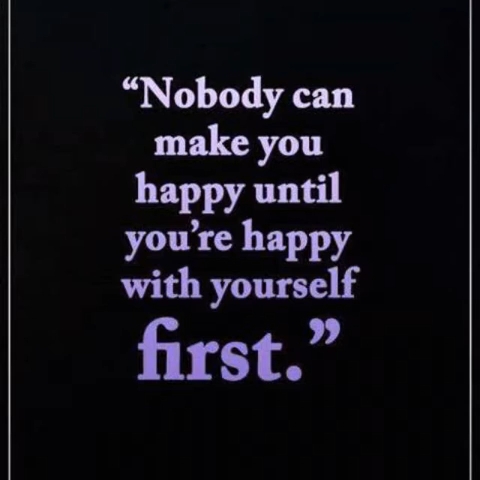 “Nobody can
make you
happy until
you’re happy
with yourself
first.”